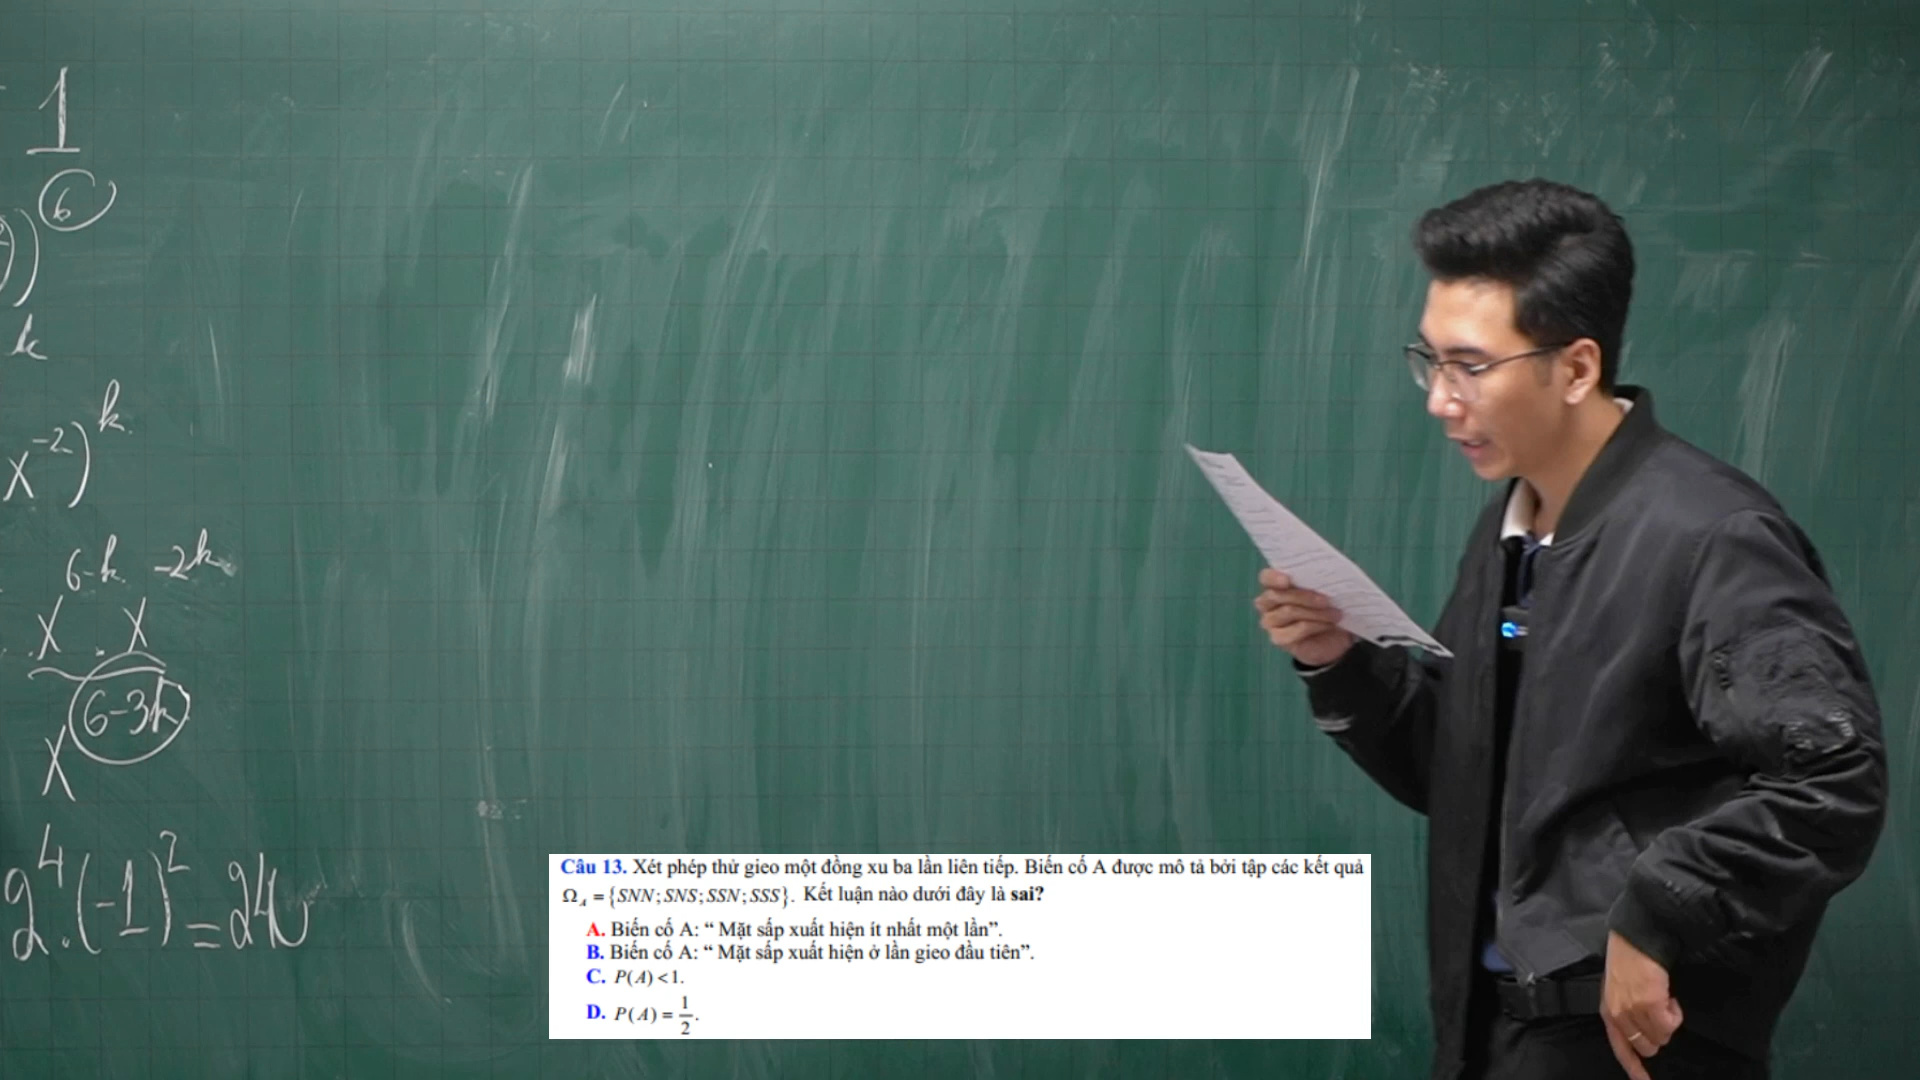 1
6
k
x^{-2})^k
x^{6-k} . x^{-2k}
x^{6-3k}
2^4.(-1)^2=24
Câu 13. Xét phép thử gieo một đồng xu ba lần liên tiếp. Biến cố A được mô tả bởi tập các kết quả
Ω_A = {SNN; SNS; SSN; SSS}. Kết luận nào dưới đây là sai?
A. Biến cố A: “ Mặt sấp xuất hiện ít nhất một lần”.
B. Biến cố A: “ Mặt sấp xuất hiện ở lần gieo đầu tiên”.
C. P(A) < 1.
D. P(A) = 1/2.